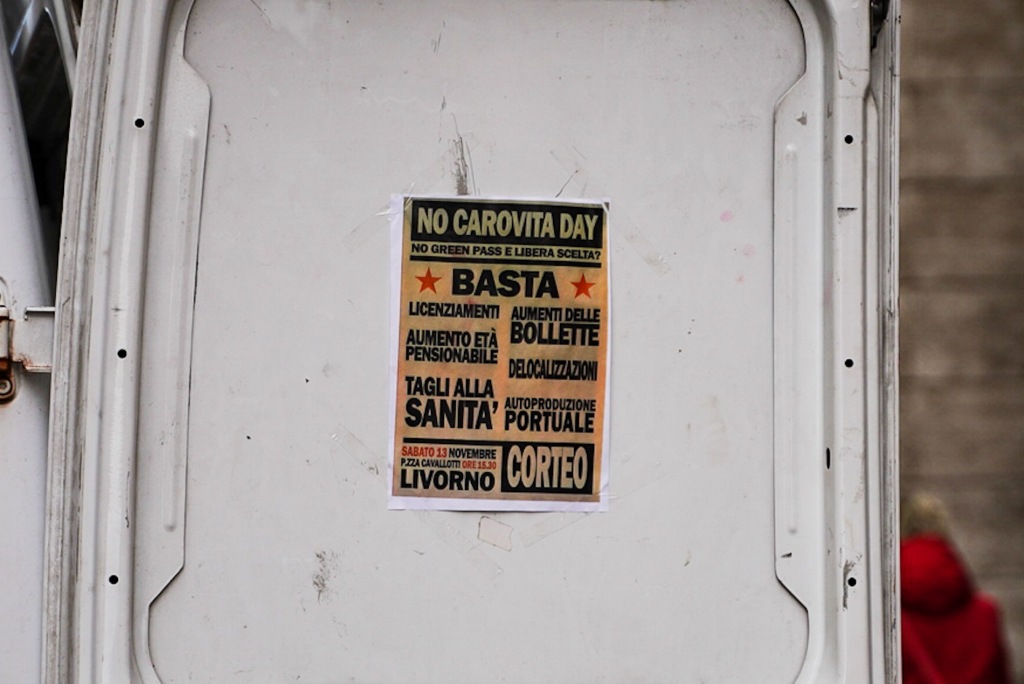 NO CAROVITA DAY
NO GREEN PASS E LIBERA SCELTA?
BASTA
LICENZIAMENTI
AUMENTO ETÀ
PENSIONABILE
TAGLI ALLA
SANITA'
AUMENTI DELLE
BOLLETTE
DELOCALIZZAZIONI
AUTOPRODUZIONE
PORTUALE
SABATO 13 NOVEMBRE
P.ZZA CAVALLOTTI ORE 15.30
LIVORNO
CORTEO